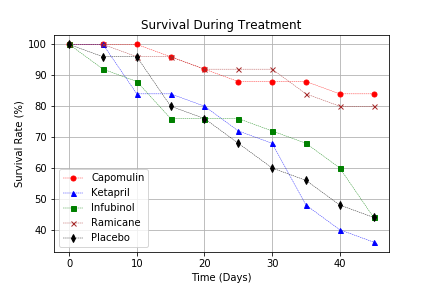 Survival During Treatment
100
90
80
70
60
50
40
Survival Rate (%)
Capomulin
Ketapril
Infubinol
Ramicane
Placebo
0 10 20 30 40
Time (Days)